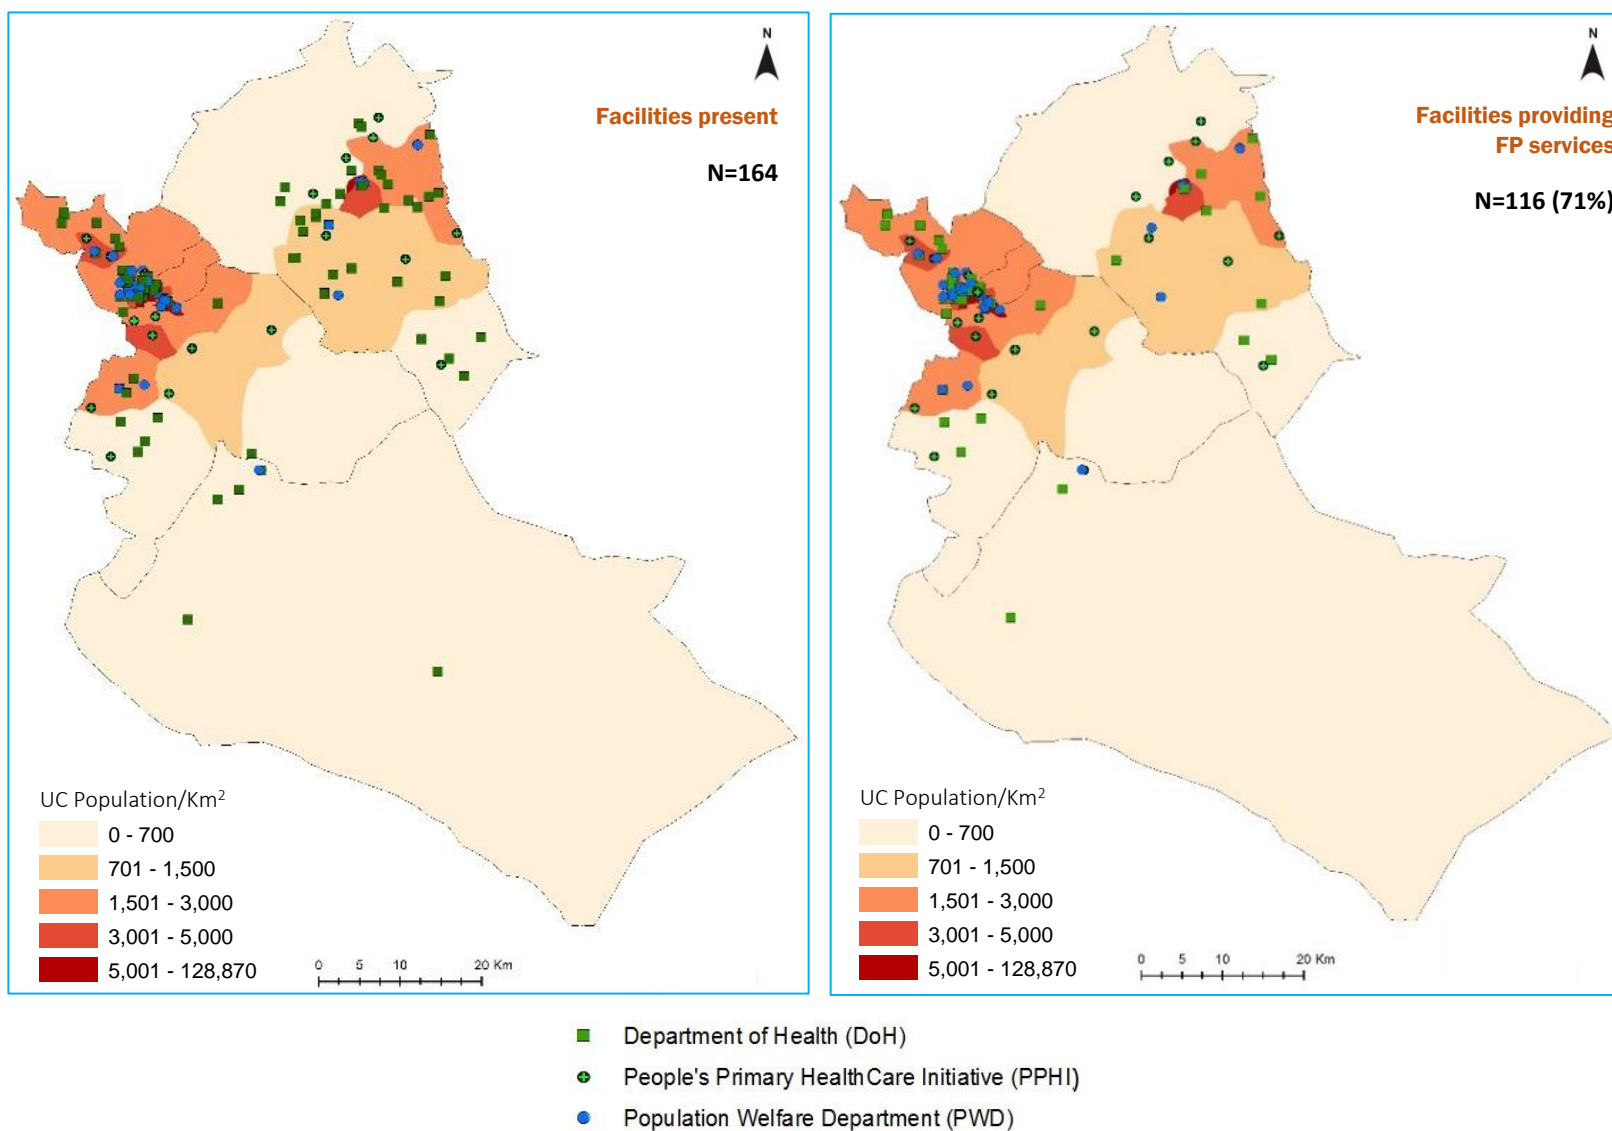 N
Facilities present
N=164
UC Population/Km²
0 - 700
701 - 1,500
1,501 - 3,000
3,001 - 5,000
5,001 - 128,870
0 5 10 20 Km
N
Facilities providing
FP services
N=116 (71%)
UC Population/Km²
0 - 700
701 - 1,500
1,501 - 3,000
3,001 - 5,000
5,001 - 128,870
0 5 10 20 Km
Department of Health (DoH)
People's Primary HealthCare Initiative (PPHI)
Population Welfare Department (PWD)